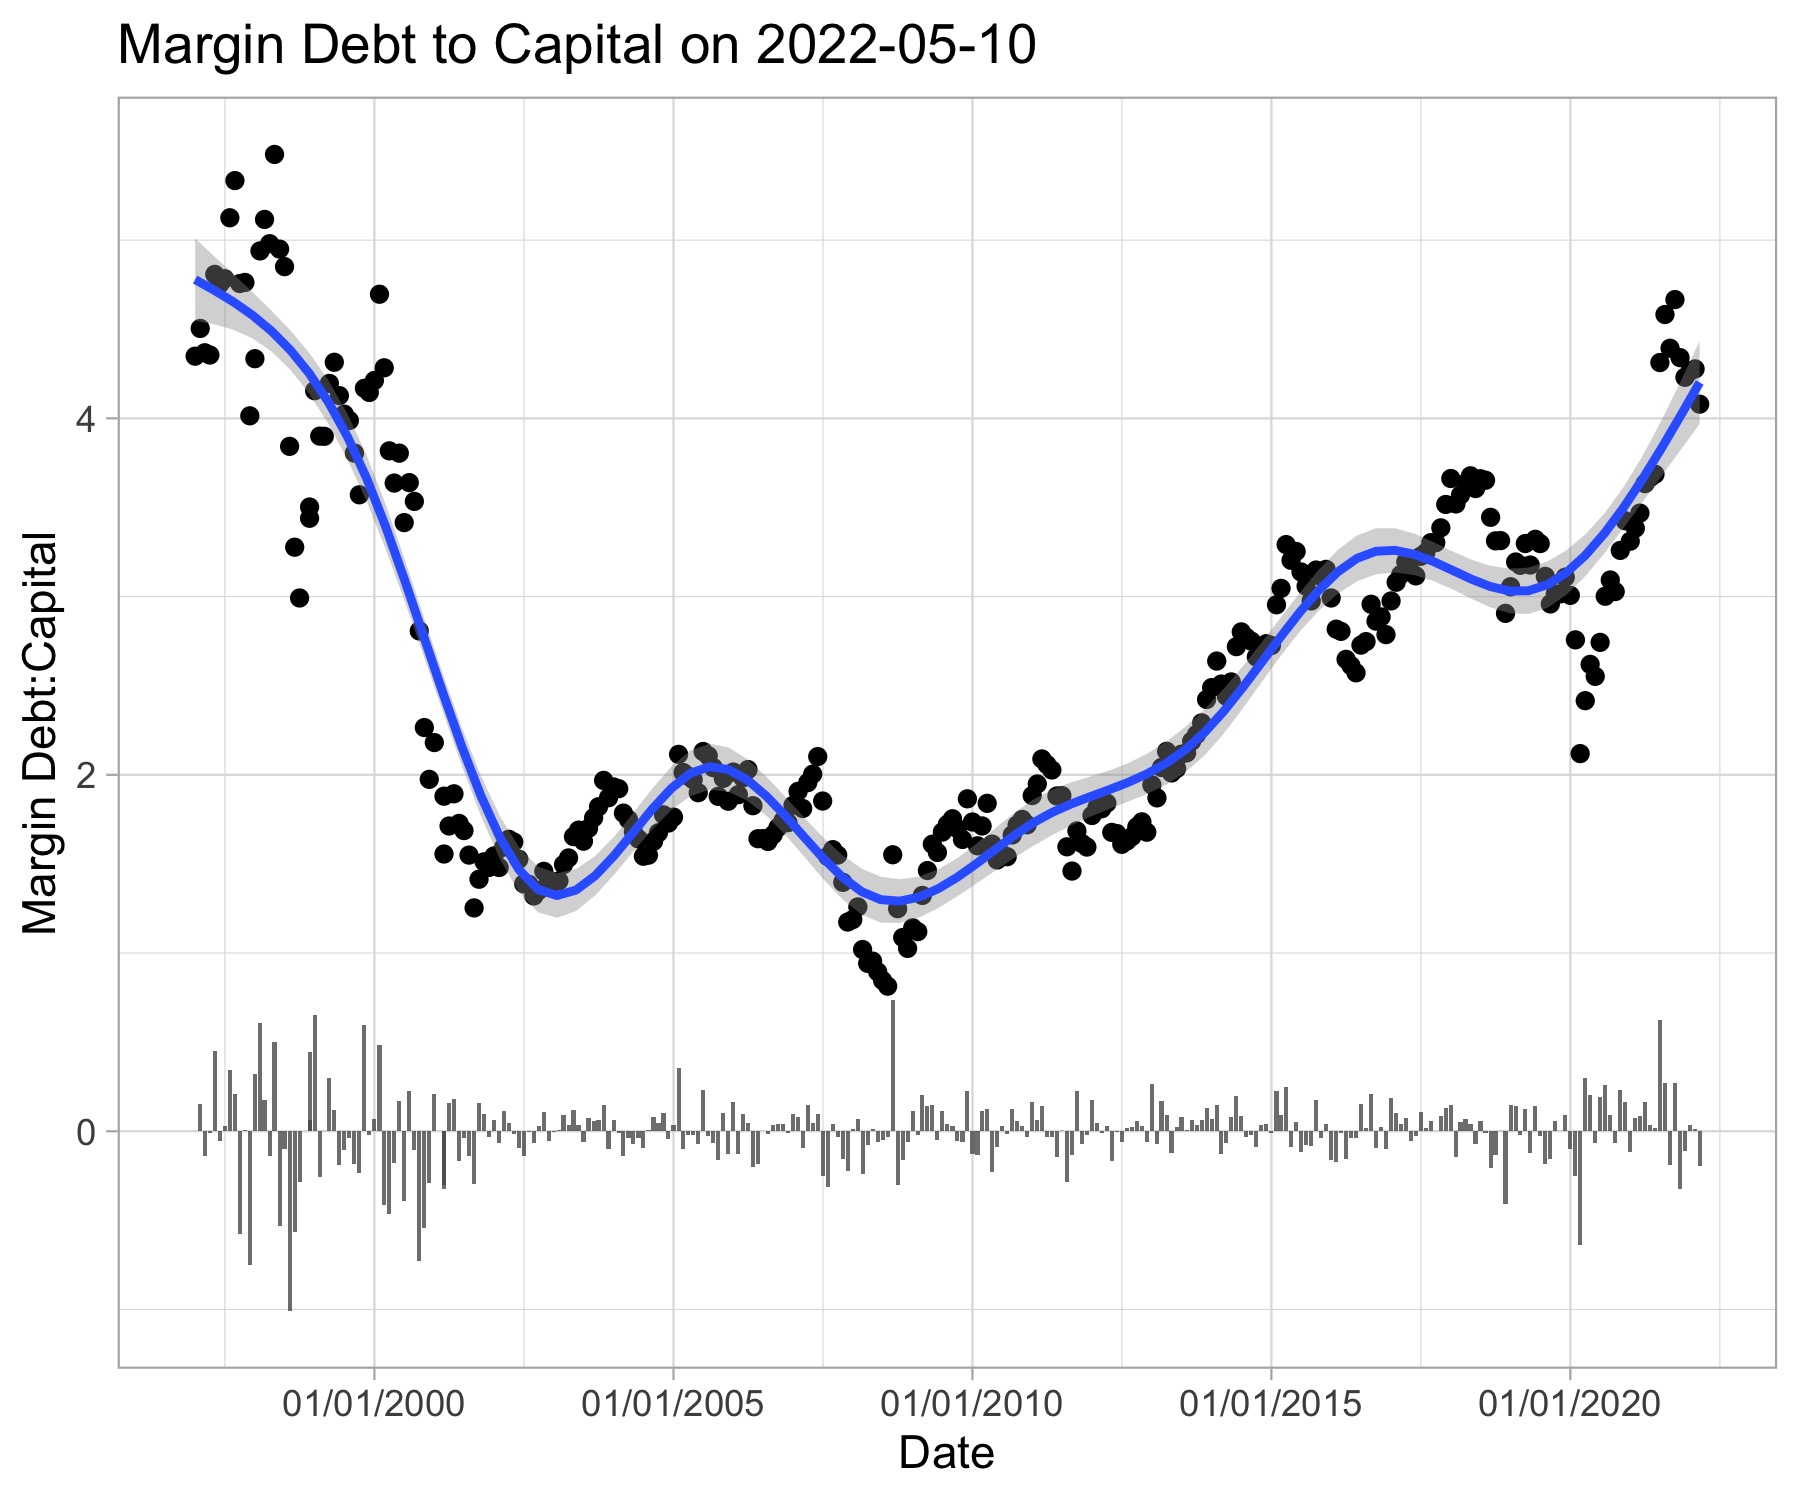 Margin Debt to Capital on 2022-05-10
Margin Debt:Capital
4
2
0
01/01/2000 01/01/2005 01/01/2010 01/01/2015 01/01/2020
Date